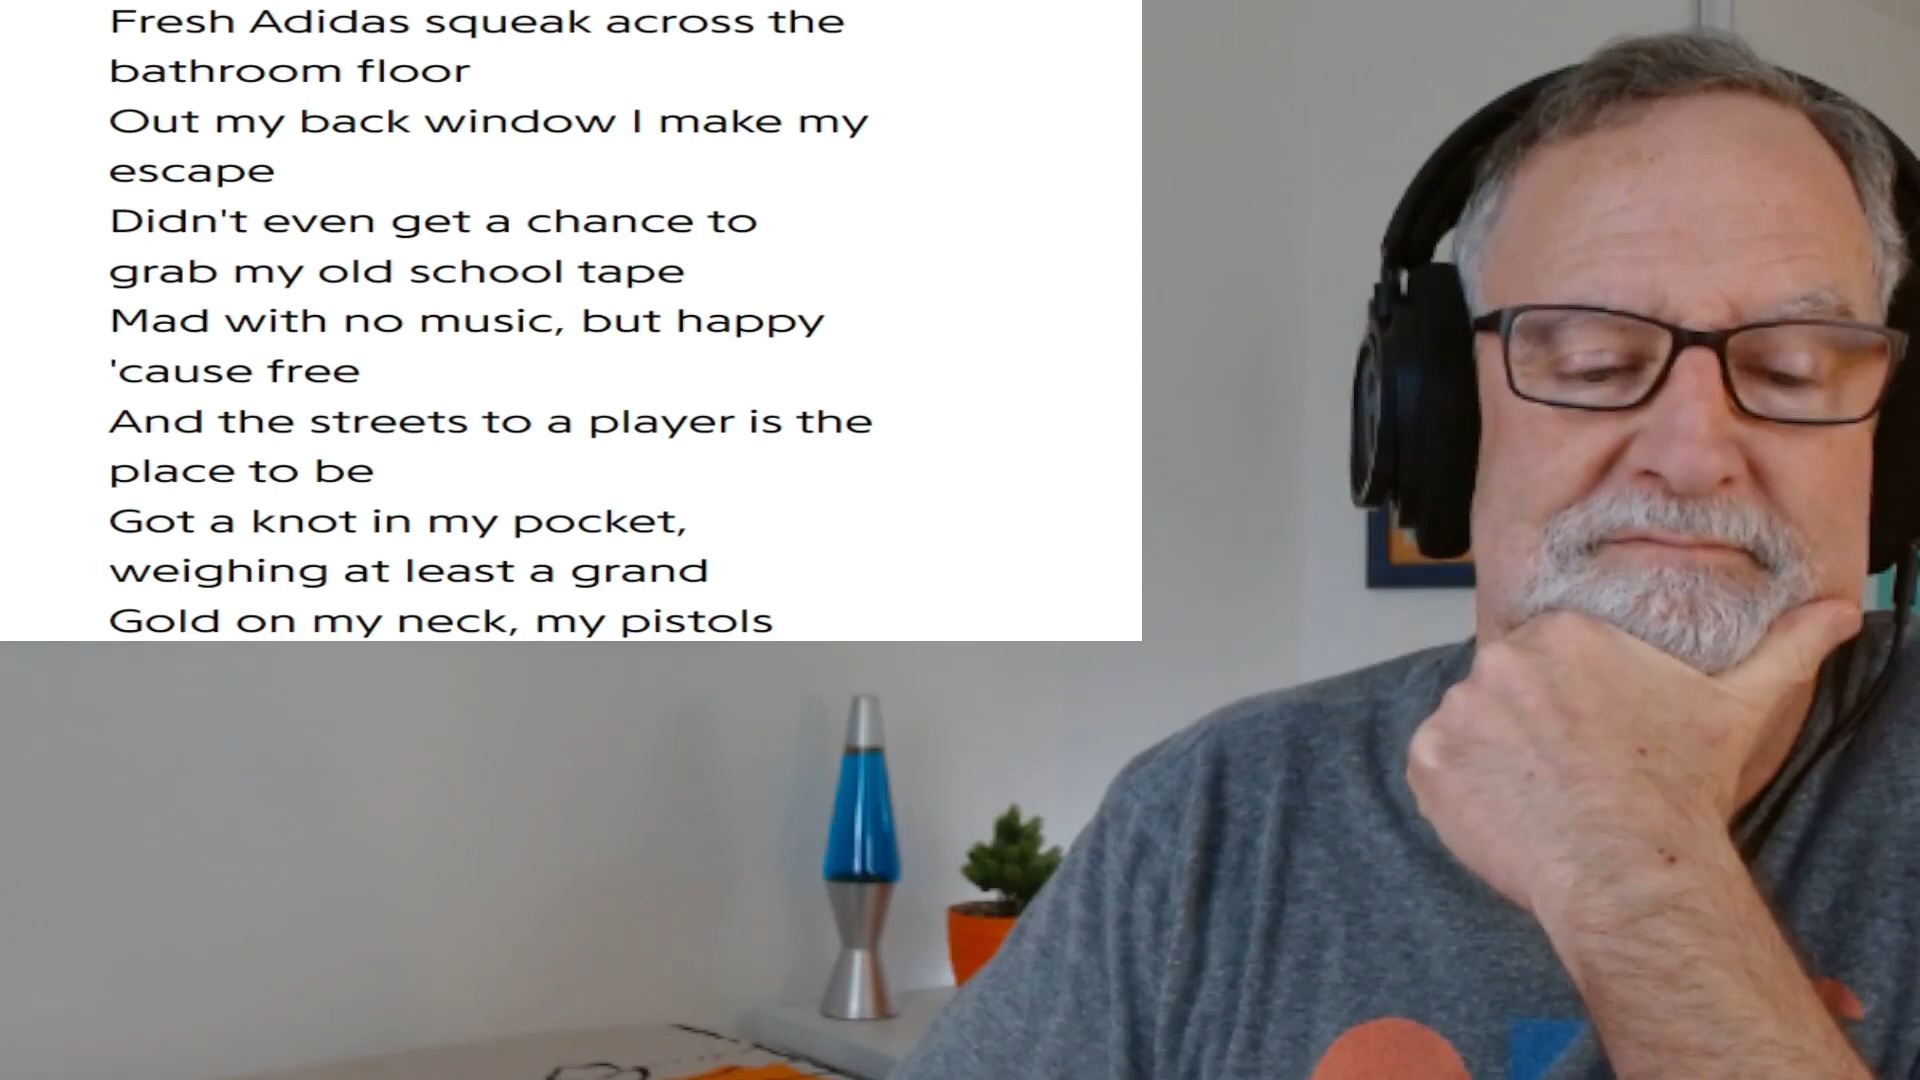 Fresh Adidas squeak across the
bathroom floor
Out my back window I make my
escape
Didn't even get a chance to
grab my old school tape
Mad with no music, but happy
'cause free
And the streets to a player is the
place to be
Got a knot in my pocket,
weighing at least a grand
Gold on my neck, my pistols